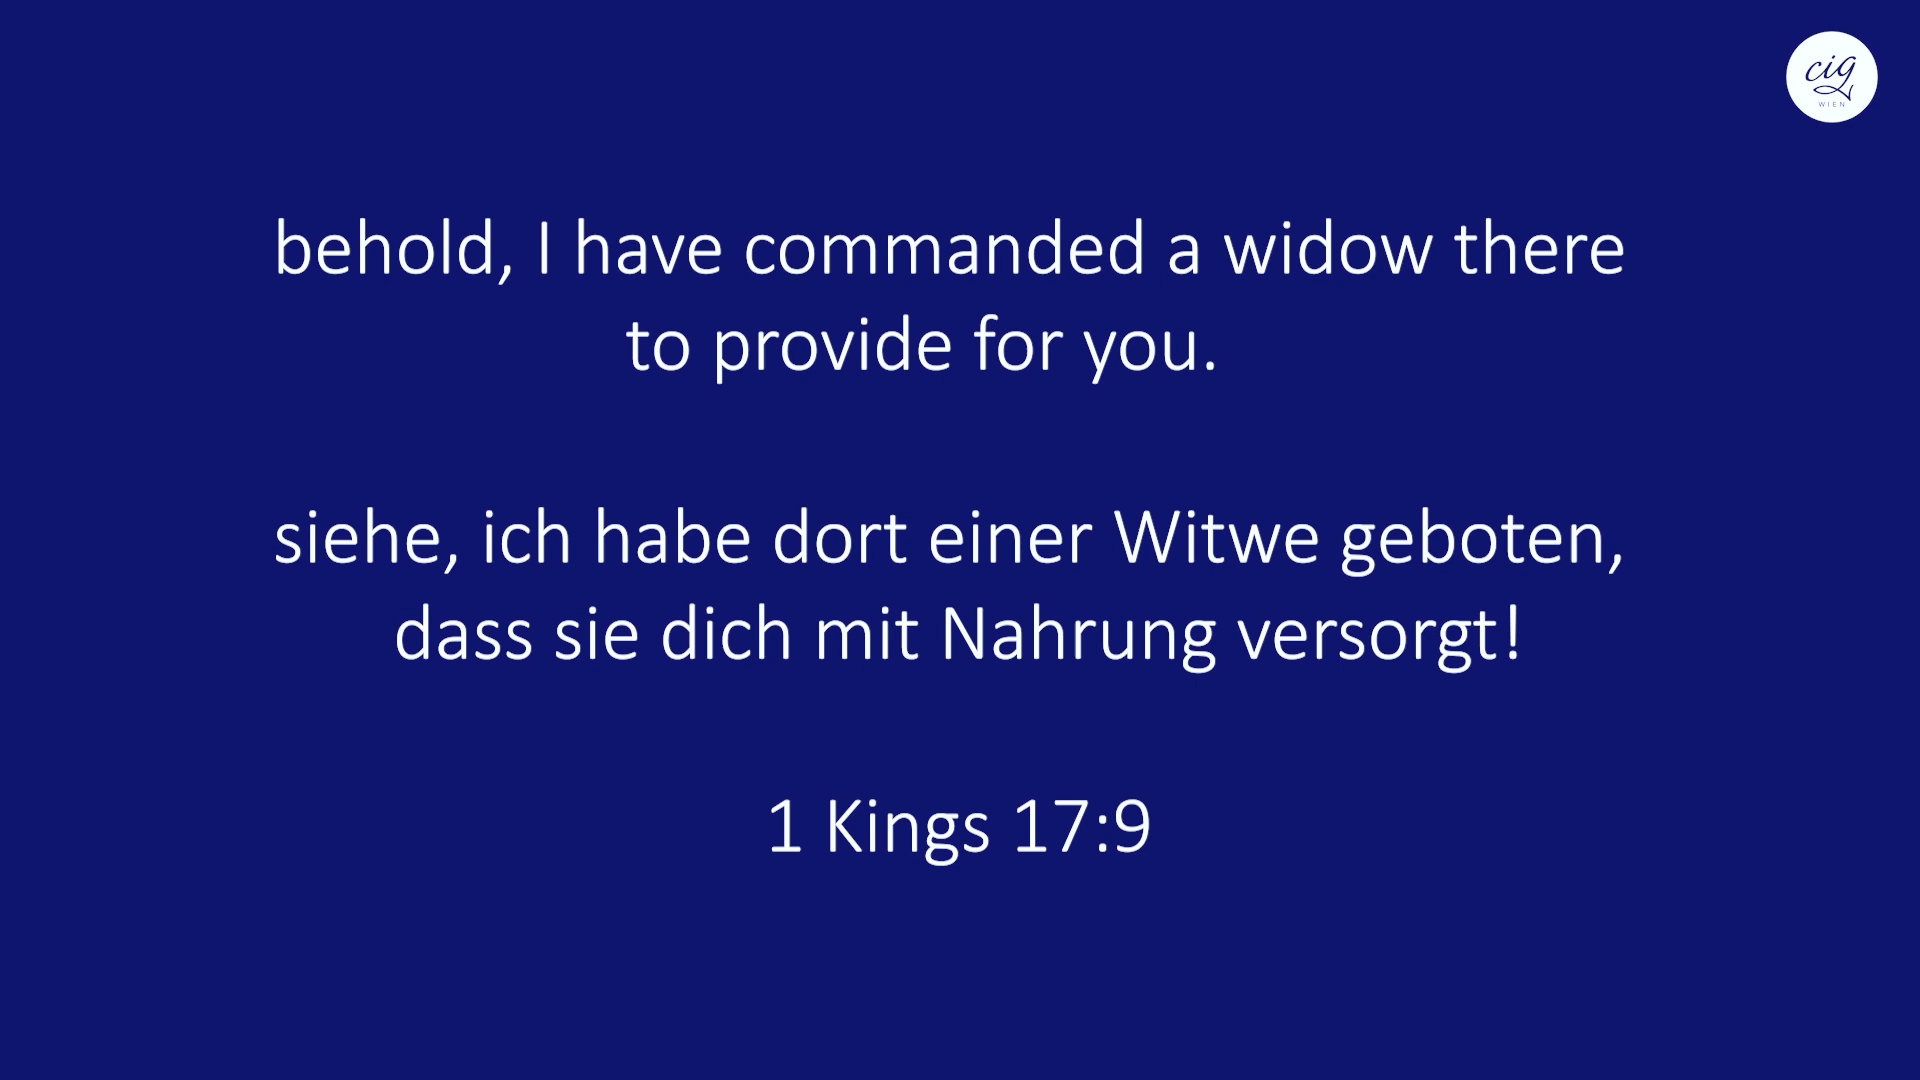 cig
WIEN
behold, I have commanded a widow there
to provide for you.
siehe, ich habe dort einer Witwe geboten,
dass sie dich mit Nahrung versorgt!
1 Kings 17:9